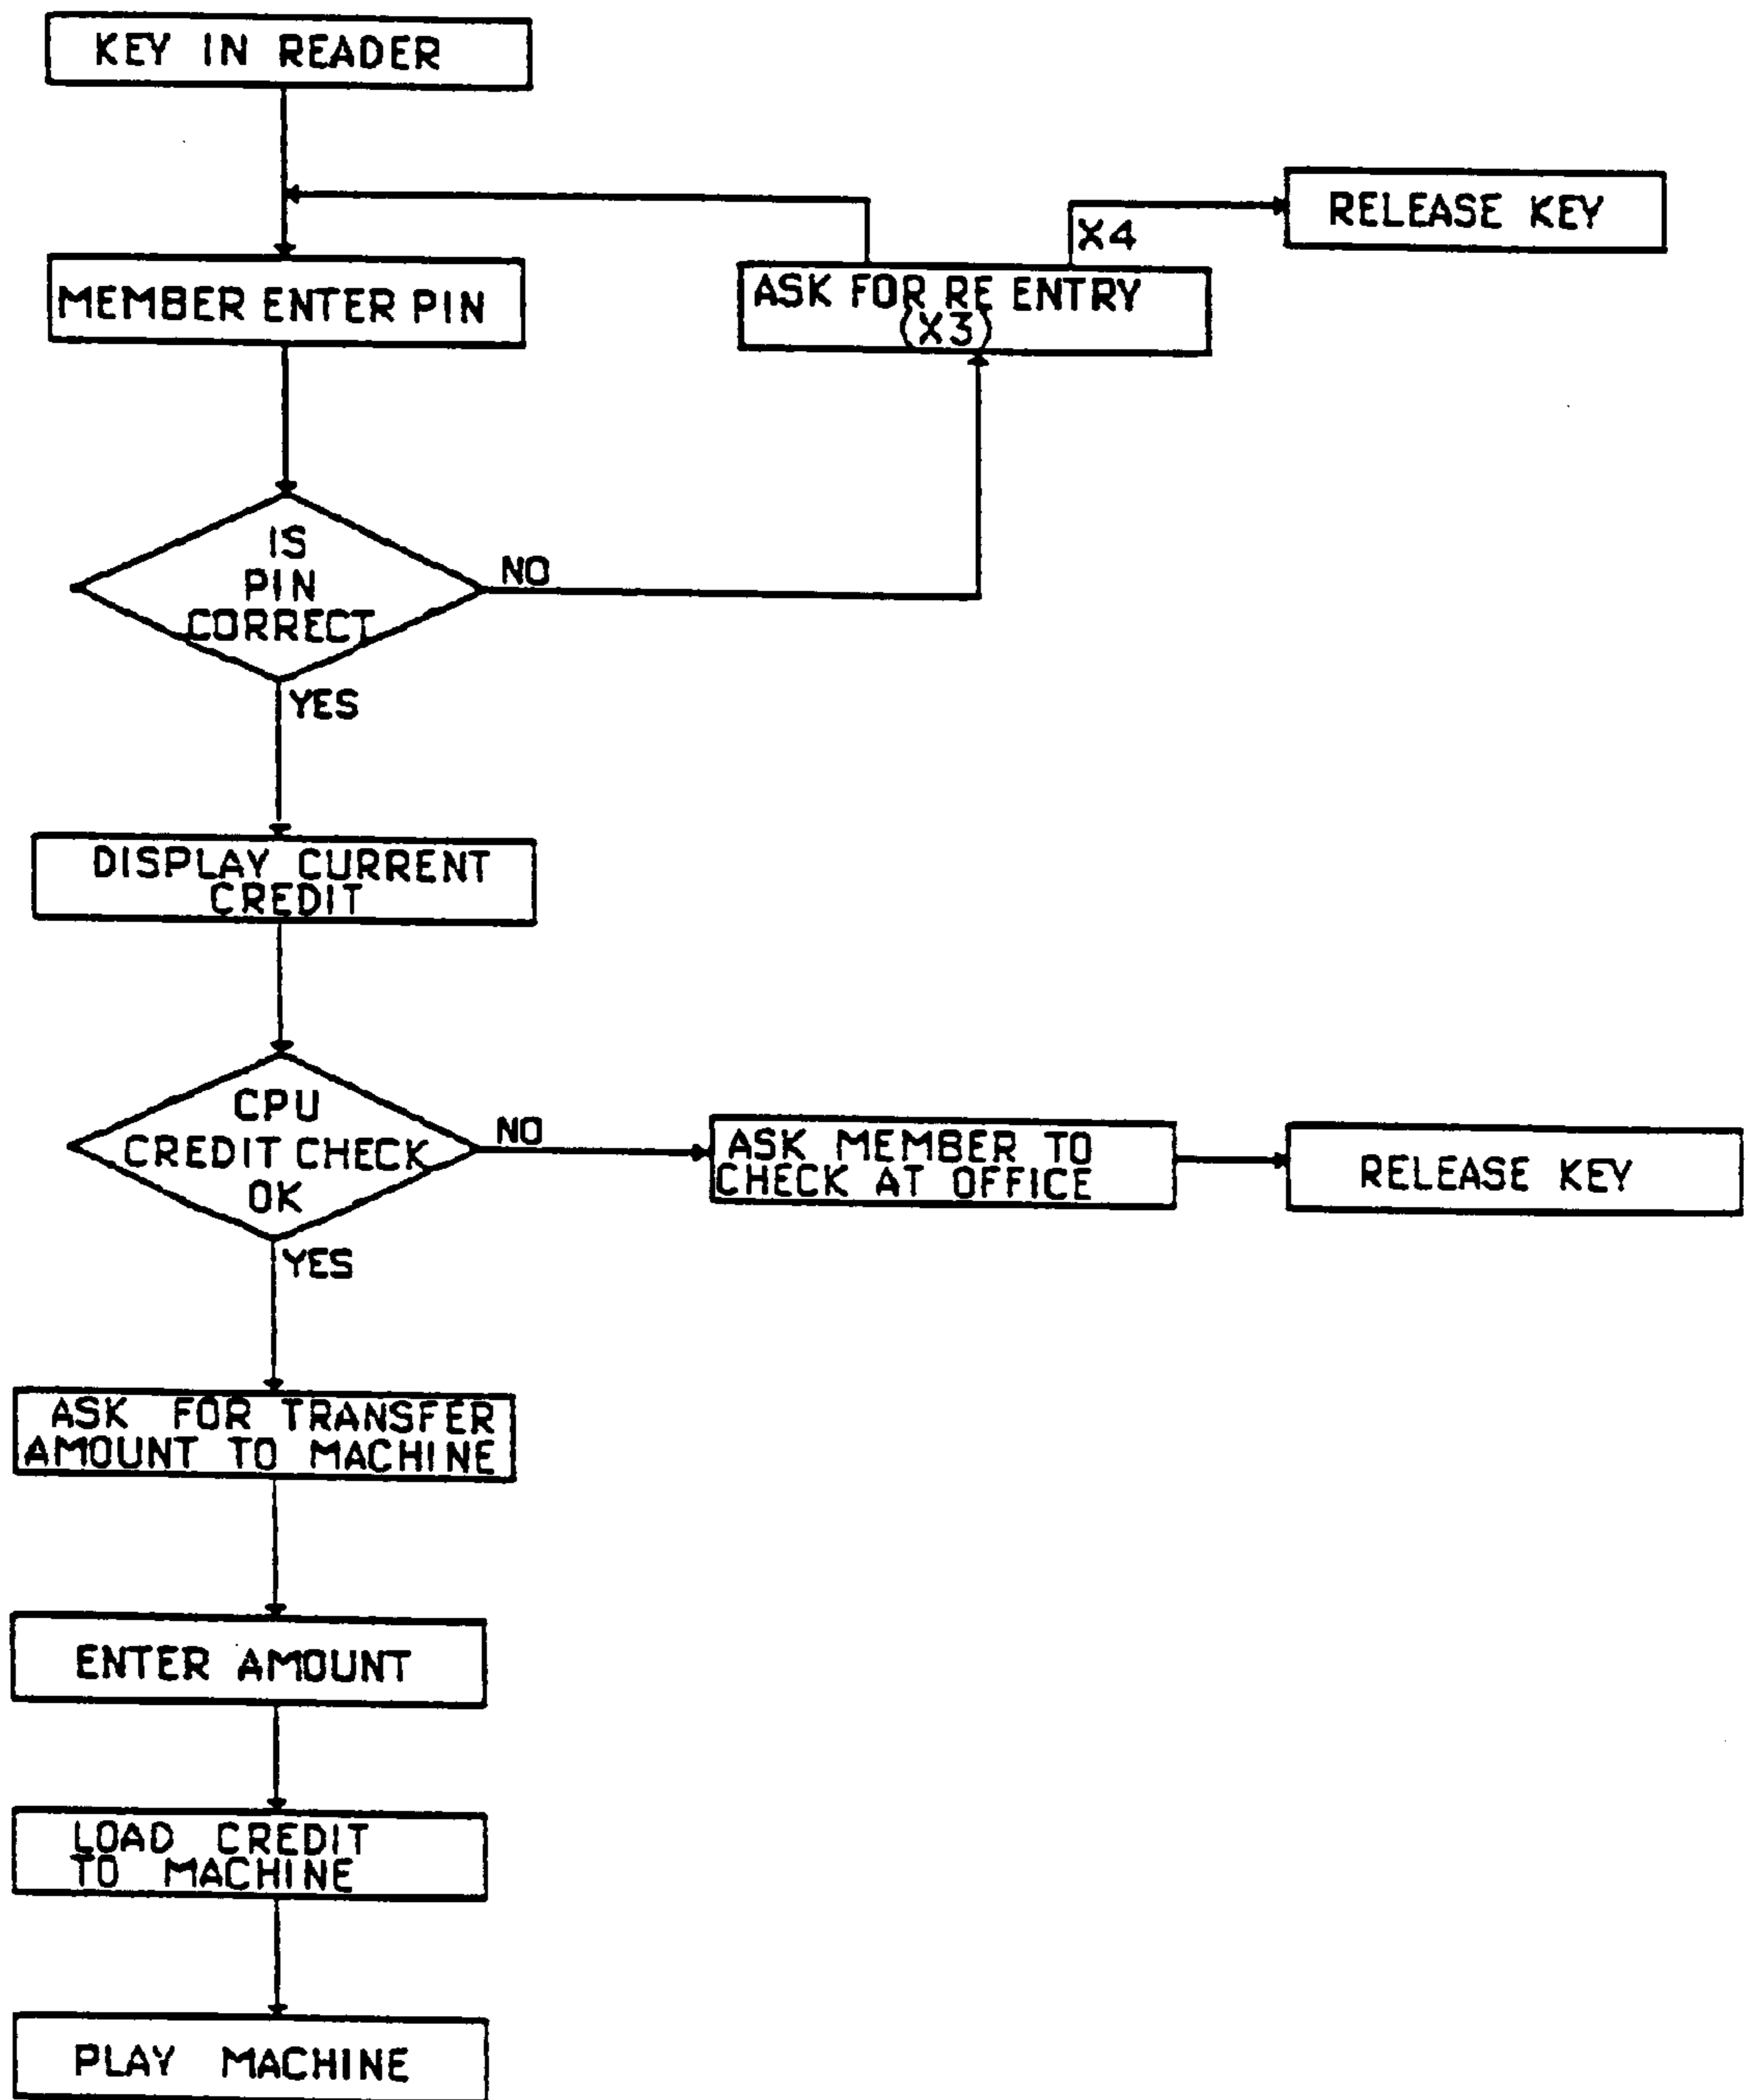 KEY IN READER
RELEASE KEY
X4
MEMBER ENTER PIN
ASK FOR RE ENTRY
(X3)
IS
PIN
CORRECT
NO
YES
DISPLAY CURRENT
CREDIT
CPU
CREDIT CHECK
OK
NO
ASK MEMBER TO
CHECK AT OFFICE
RELEASE KEY
YES
ASK FOR TRANSFER
AMOUNT TO MACHINE
ENTER AMOUNT
LOAD CREDIT
TO MACHINE
PLAY MACHINE